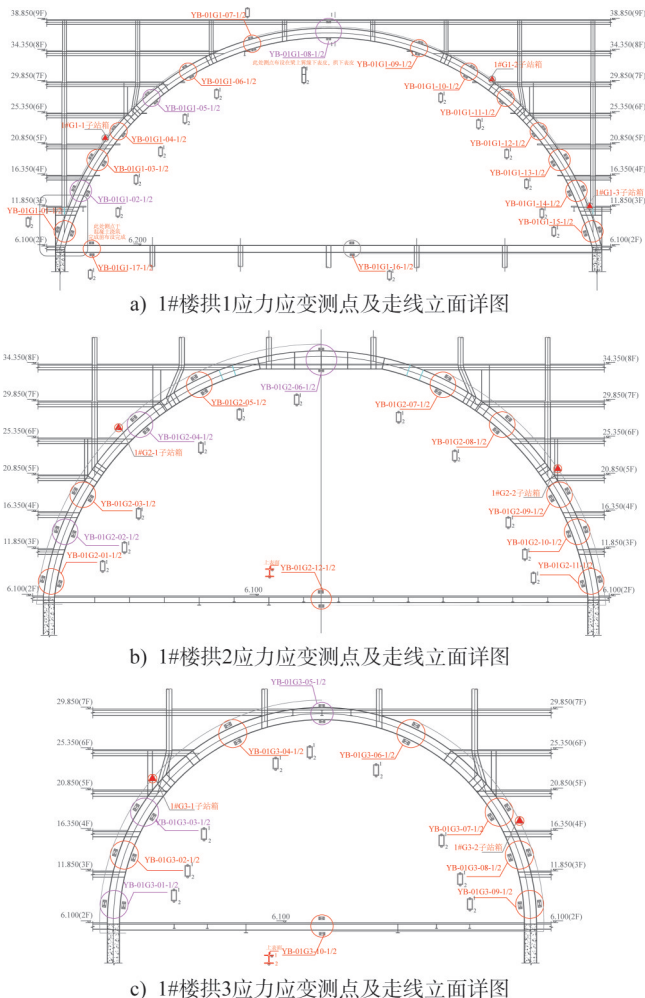 YB-01G1-07-1/2
38.850(9F)
38.850(9F)
YB-01G1-08-1/2
34.350(8F)
34.350(8F)
YB-01G1-09-1/2
1#G1-2子站箱
29.850(7F)
YB-01G1-06-1/2
YB-01G1-10-1/2
29.850(7F)
YB-01G1-05-1/2
25.350(6F)
YB-01G1-11-1/2
25.350(6F)
1#G1-1子站箱
20.850(5F)
YB-01G1-04-1/2
YB-01G1-12-1/2
20.850(5F)
YB-01G1-03-1/2
16.350(4F)
YB-01G1-13-1/2
16.350(4F)
YB-01G1-02-1/2
1#G1-3子站箱
11.850(3F)
YB-01G1-14-1/2
11.850(3F)
YB-01G1-0
YB-01G1-15-1/2
6.100(2F)
6.200
6.100(2F)
YB-01G1-17-1/2
YB-01G1-16-1/2
a) 1#楼拱1应力应变测点及走线立面详图
34.350(8F)
34.350(8F)
YB-01G2-06-1/2
29.850(7F)
YB-01G2-05-1/2
YB-01G2-07-1/2
29.850(7F)
25.350(6F)
YB-01G2-04-1/2
YB-01G2-08-1/2
25.350(6F)
1#G2-1子站箱
20.850(5F)
20.850(5F)
1#G2-2子站箱
YB-01G2-03-1/2
16.350(4F)
YB-01G2-09-1/2
16.350(4F)
YB-01G2-02-1/2
YB-01G2-10-1/2
11.850(3F)
11.850(3F)
YB-01G2-01-1/2
YB-01G2-12-1/2
YB-01G2-11-1/2
6.100(2F)
6.100
6.100(2F)
b) 1#楼拱2应力应变测点及走线立面详图
YB-01G3-05-1/2
29.850(7F)
29.850(7F)
YB-01G3-04-1/2
YB-01G3-06-1/2
25.350(6F)
25.350(6F)
20.850(5F)
20.850(5F)
1#G3-1子站箱
YB-01G3-03-1/2
YB-01G3-07-1/2
16.350(4F)
16.350(4F)
1#G3-2子站箱
YB-01G3-02-1/2
YB-01G3-08-1/2
11.850(3F)
11.850(3F)
YB-01G3-01-1/2
YB-01G3-09-1/2
6.100(2F)
6.100
6.100(2F)
YB-01G3-10-1/2
c) 1#楼拱3应力应变测点及走线立面详图